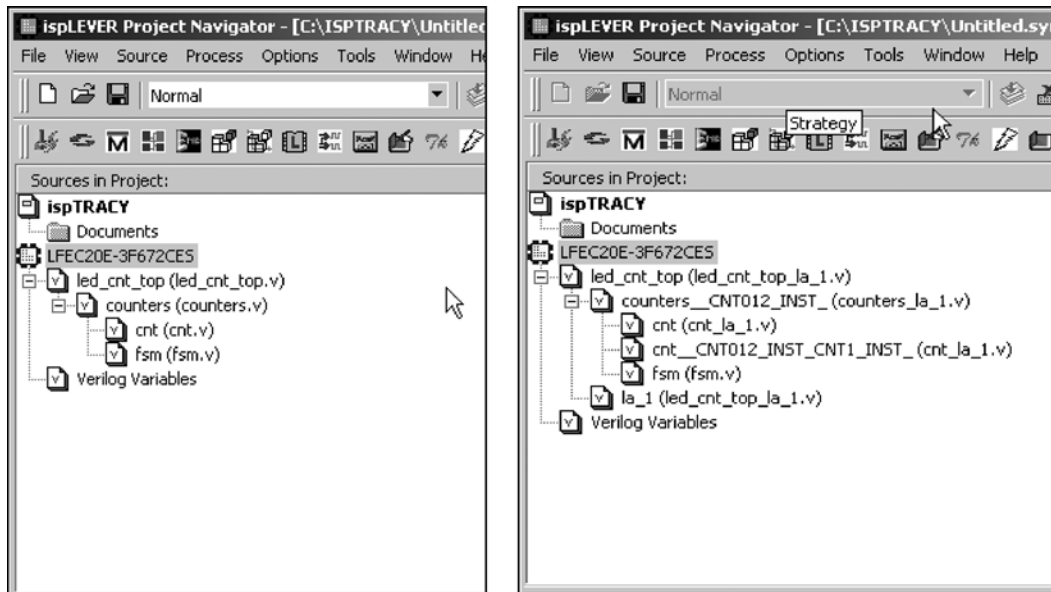 ispLEVER Project Navigator - [C:\ISPTRACY\Untitled
File View Source Process Options Tools Window He
Normal
Sources in Project:
ispTRACY
Documents
LFEC20E-3F672CES
led_cnt_top (led_cnt_top.v)
counters (counters.v)
cnt (cnt.v)
fsm (fsm.v)
Verilog Variables
ispLEVER Project Navigator - [C:\ISPTRACY\Untitled.sy
File View Source Process Options Tools Window Help
Normal
Strategy
Sources in Project:
ispTRACY
Documents
LFEC20E-3F672CES
led_cnt_top (led_cnt_top_la_1.v)
counters__CNT012_INST_ (counters_la_1.v)
cnt (cnt_la_1.v)
cnt__CNT012_INST_CNT1_INST_ (cnt_la_1.v)
fsm (fsm.v)
la_1 (led_cnt_top_la_1.v)
Verilog Variables